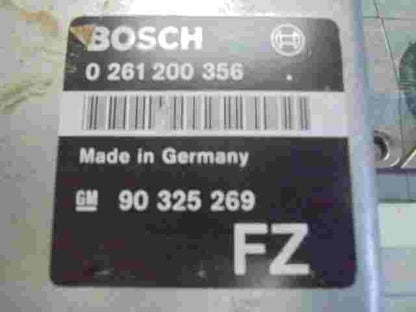 BOSCH
0 261 200 356
Made in Germany
GM 90 325 269
FZ